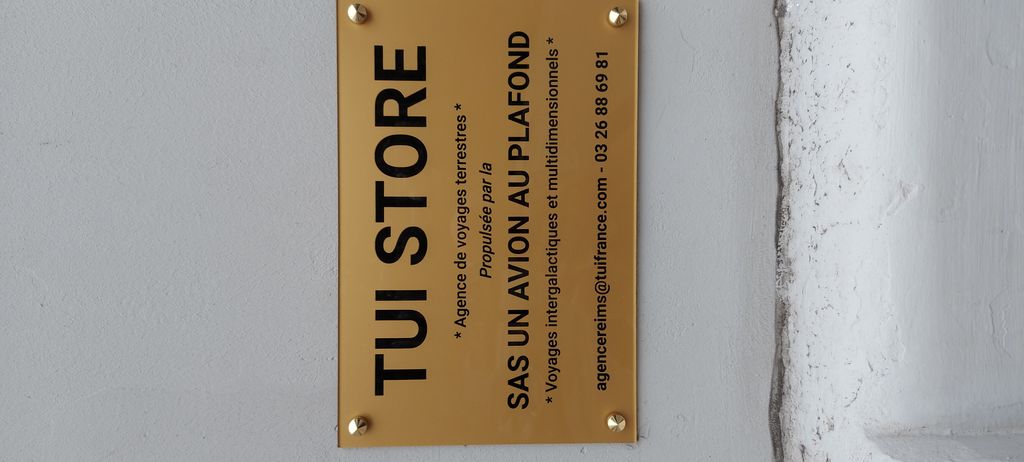 TUI STORE
* Agence de voyages terrestres *
Propulsée par la
SAS UN AVION AU PLAFOND
* Voyages intergalactiques et multidimensionnels *
agencereims@tuifrance.com - 03 26 88 69 81